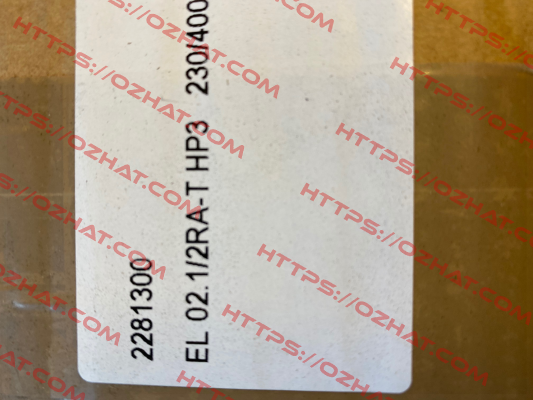 2281300
EL 02.1/2RA-T HP3 230/400
HTTPS://OZHAT.COM